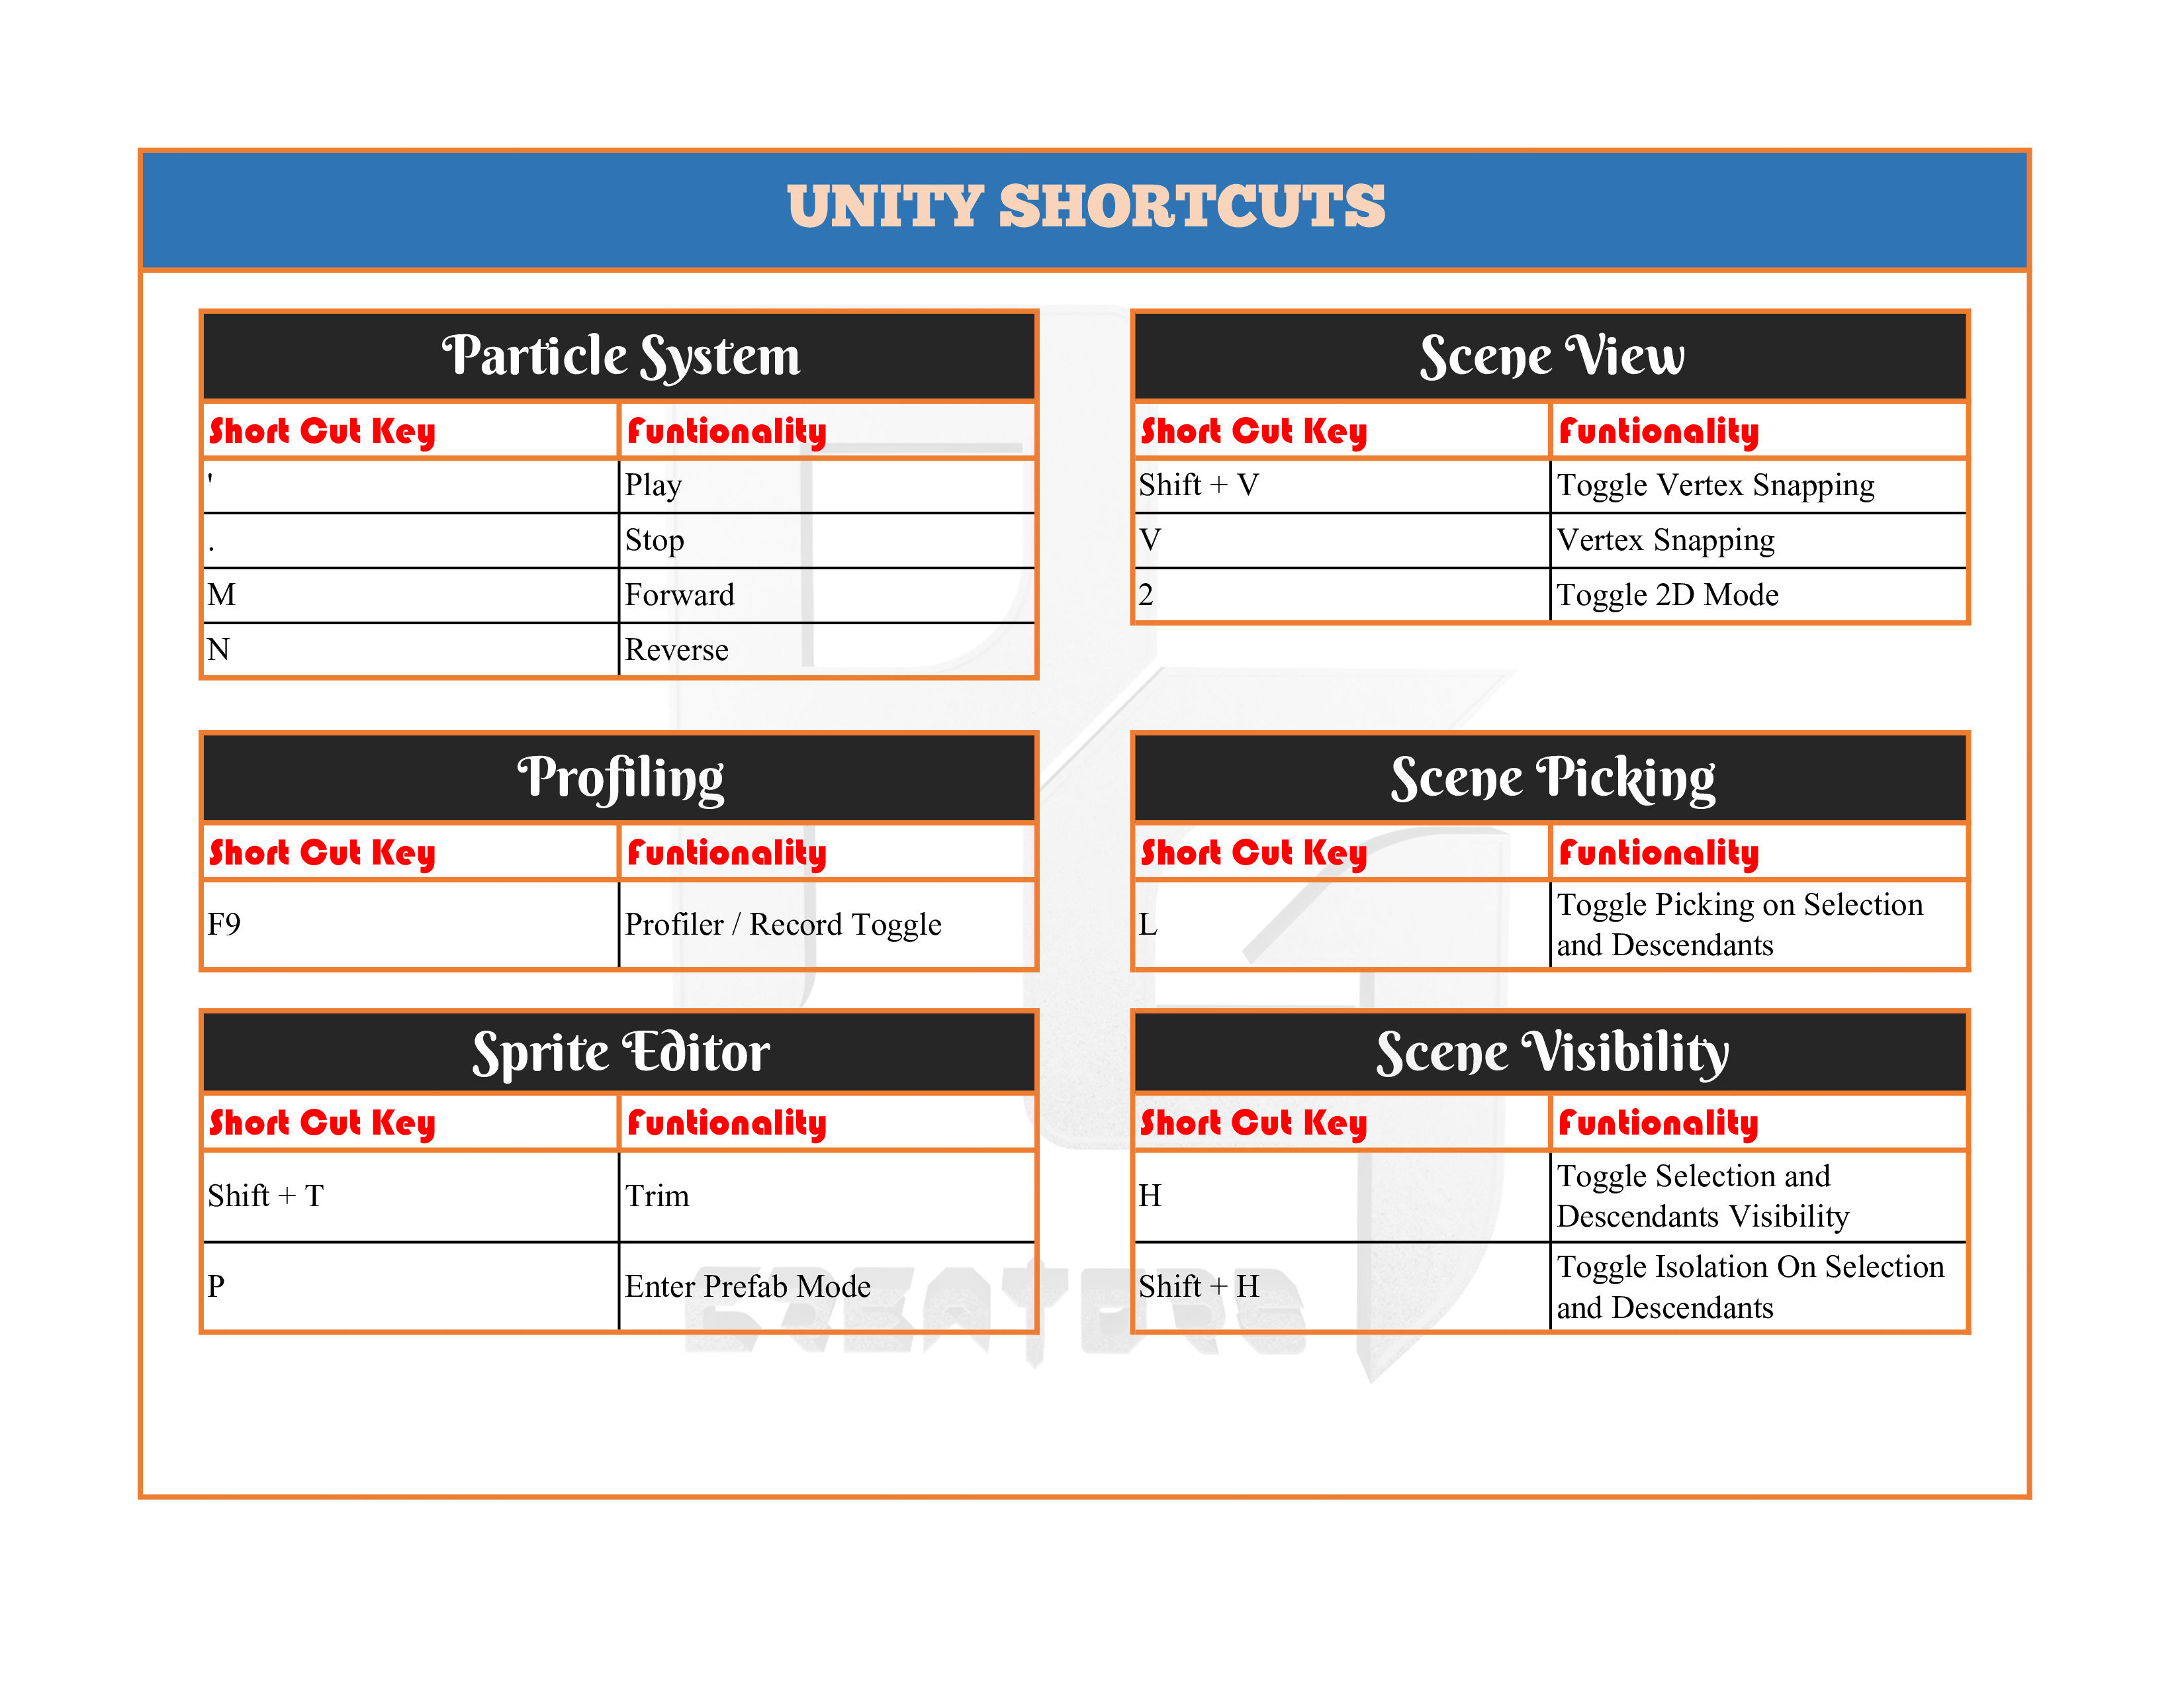 UNITY SHORTCUTS
Particle System
Short Cut Key Funtionality
' Play
. Stop
M Forward
N Reverse
Scene View
Short Cut Key Funtionality
Shift + V Toggle Vertex Snapping
V Vertex Snapping
2 Toggle 2D Mode
Profiling
Short Cut Key Funtionality
F9 Profiler / Record Toggle
Scene Picking
Short Cut Key Funtionality
L Toggle Picking on Selection
and Descendants
Sprite Editor
Short Cut Key Funtionality
Shift + T Trim
P Enter Prefab Mode
Scene Visibility
Short Cut Key Funtionality
H Toggle Selection and
Descendants Visibility
Shift + H Toggle Isolation On Selection
and Descendants
CREATORS